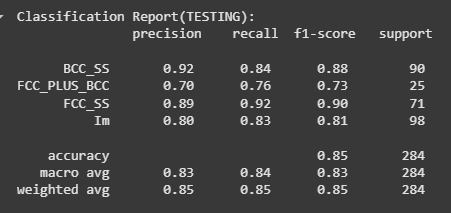 Classification Report(TESTING):
precision recall f1-score support
BCC_SS 0.92 0.84 0.88 90
FCC_PLUS_BCC 0.70 0.76 0.73 25
FCC_SS 0.89 0.92 0.90 71
Im 0.80 0.83 0.81 98
accuracy 0.85 284
macro avg 0.83 0.84 0.83 284
weighted avg 0.85 0.85 0.85 284